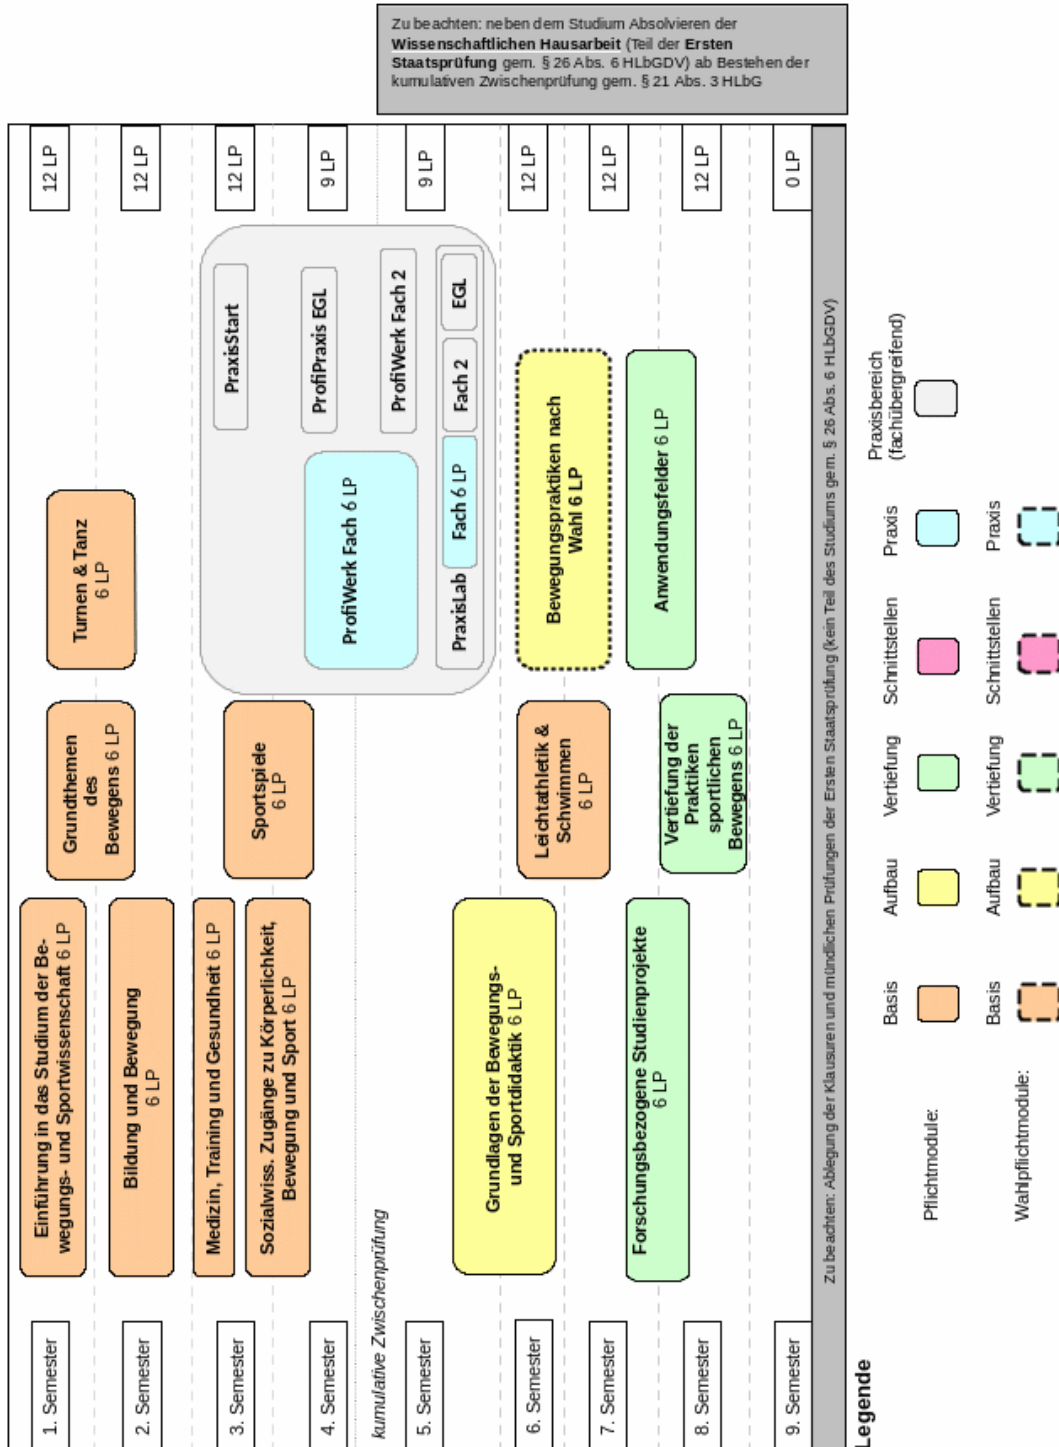 Zu beachten: neben dem Studium Absolvieren der
Wissenschaftlichen Hausarbeit (Teil der Ersten
Staatsprüfung gem. § 26 Abs. 6 HLbGDV) ab Bestehen der
kumulativen Zwischenprüfung gem. § 21 Abs. 3 HLbG
1. Semester
Einführung in das Studium der Be-
wegungs- und Sportwissenschaft 6 LP
Grundthemen
des
Bewegens 6 LP
Turnen & Tanz
6 LP
12 LP
2. Semester
Bildung und Bewegung
6 LP
12 LP
3. Semester
Medizin, Training und Gesundheit 6 LP
Sozialwiss. Zugänge zu Körperlichkeit,
Bewegung und Sport 6 LP
Sportspiele
6 LP
PraxisStart
12 LP
4. Semester
ProfiWerk Fach 6 LP
ProfiPraxis EGL
9 LP
kumulative Zwischenprüfung
ProfiWerk Fach 2
5. Semester
PraxisLab
Fach 6 LP
Fach 2
EGL
9 LP
Grundlagen der Bewegungs-
und Sportdidaktik 6 LP
6. Semester
Leichtathletik &
Schwimmen
6 LP
Bewegungspraktiken nach
Wahl 6 LP
12 LP
7. Semester
Forschungsbezogene Studienprojekte
6 LP
Anwendungsfelder 6 LP
12 LP
8. Semester
Vertiefung der
Praktiken
sportlichen
Bewegens 6 LP
12 LP
9. Semester
0 LP
Zu beachten: Ablegung der Klausuren und mündlichen Prüfungen der Ersten Staatsprüfung (kein Teil des Studiums gem. § 26 Abs. 6 HLbGDV)
Legende
Pflichtmodule:
Basis
Aufbau
Vertiefung
Schnittstellen
Praxis
Praxisbereich
(fachübergreifend)
Wahlpflichtmodule:
Basis
Aufbau
Vertiefung
Schnittstellen
Praxis